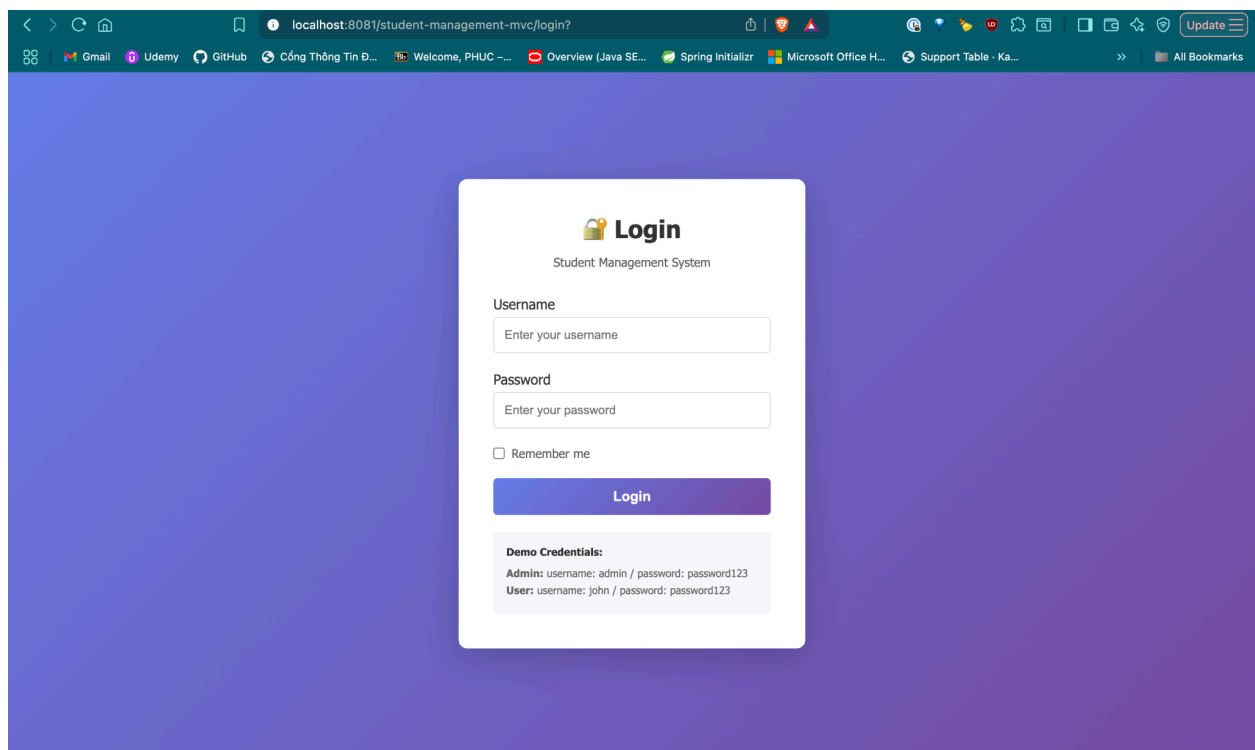 localhost:8081/student-management-mvc/login?
Update
Gmail Udemy GitHub Cổng Thông Tin Đ... Welcome, PHUC –... Overview (Java SE... Spring Initializr Microsoft Office H... Support Table · Ka... » All Bookmarks
🔐 Login
Student Management System
Username
Enter your username
Password
Enter your password
Remember me
Login
Demo Credentials:
Admin: username: admin / password: password123
User: username: john / password: password123